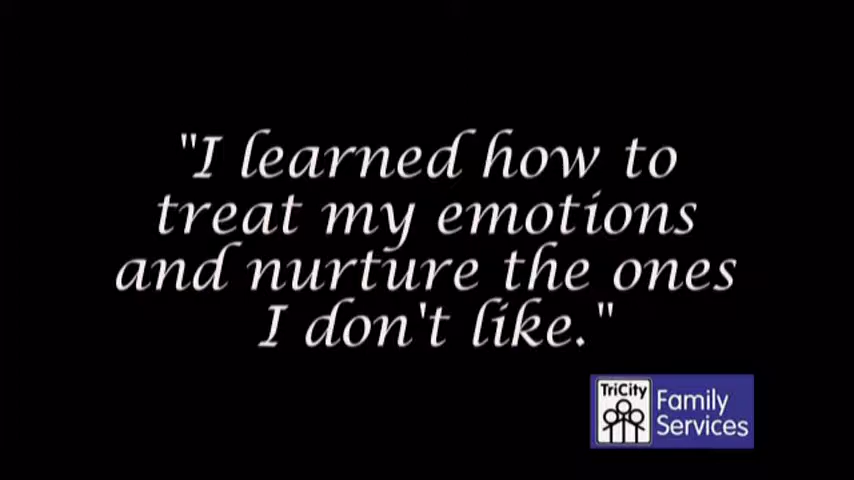 "I learned how to
treat my emotions
and nurture the ones
I don't like."
TriCity
Family
Services